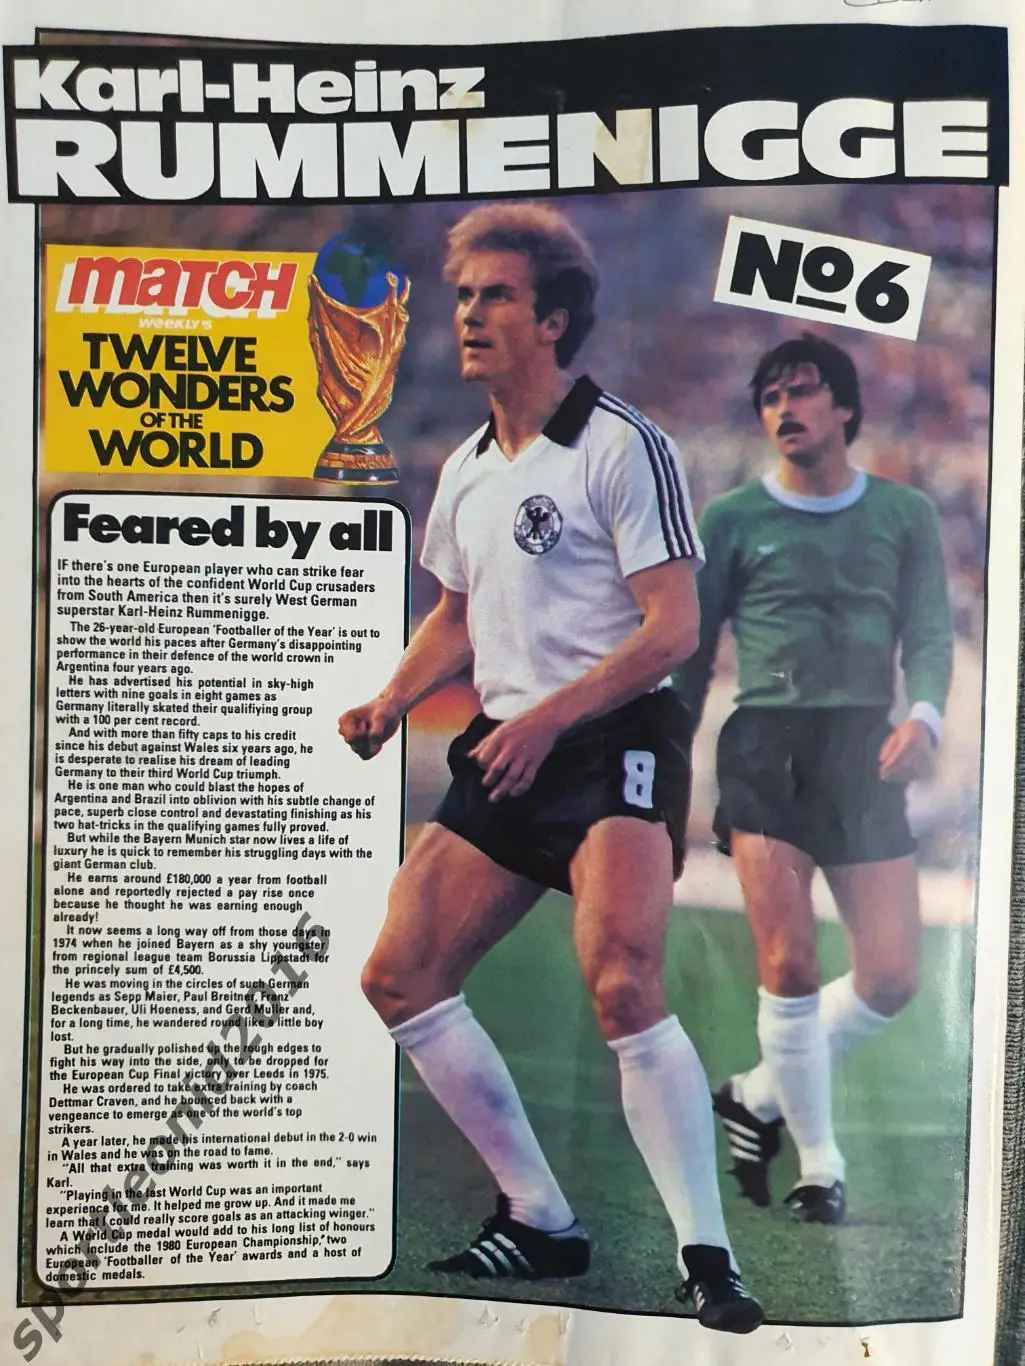 Karl-Heinz
RUMMENIGGE
No6
MATCH
WEEKLY'S
TWELVE
WONDERS
OF THE
WORLD
Feared by all
IF there's one European player who can strike fear
into the hearts of the confident World Cup crusaders
from South America then it's surely West German
superstar Karl-Heinz Rummenigge.
The 26-year-old European 'Footballer of the Year' is out to
show the world his paces after Germany's disappointing
performance in their defence of the world crown in
Argentina four years ago.
He has advertised his potential in sky-high
letters with nine goals in eight games as
Germany literally skated their qualifiying group
with a 100 per cent record.
And with more than fifty caps to his credit
since his debut against Wales six years ago, he
is desperate to realise his dream of leading
Germany to their third World Cup triumph.
He is one man who could blast the hopes of
Argentina and Brazil into oblivion with his subtle change of
pace, superb close control and devastating finishing as his
two hat-tricks in the qualifying games fully proved.
But while the Bayern Munich star now lives a life of
luxury he is quick to remember his struggling days with the
giant German club.
He earns around £180,000 a year from football
alone and reportedly rejected a pay rise once
because he thought he was earning enough
already!
It now seems a long way off from those days in
1974 when he joined Bayern as a shy youngster
from regional league team Borussia Lippstadt for
the princely sum of £4,500.
He was moving in the circles of such German
legends as Sepp Maier, Paul Breitner, Franz
Beckenbauer, Uli Hoeness, and Gerd Muller and,
for a long time, he wandered round like a little boy
lost.
But he gradually polished up the rough edges to
fight his way into the side, only to be dropped for
the European Cup Final victory over Leeds in 1975.
He was ordered to take extra training by coach
Dettmar Craven, and he bounced back with a
vengeance to emerge as one of the world's top
strikers.
A year later, he made his international debut in the 2-0 win
in Wales and he was on the road to fame.
"All that extra training was worth it in the end," says
Karl.
"Playing in the last World Cup was an important
experience for me. It helped me grow up. And it made me
learn that I could really score goals as an attacking winger."
A World Cup medal would add to his long list of honours
which include the 1980 European Championship, two
European 'Footballer of the Year' awards and a host of
domestic medals.
8
sportleonid2016